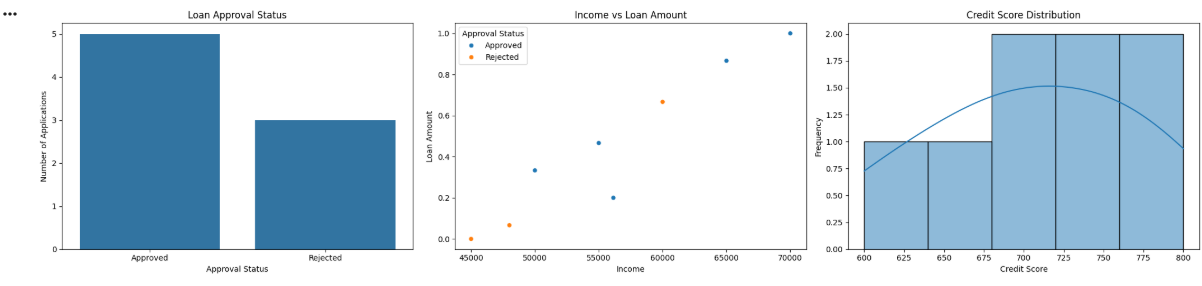 •••
Loan Approval Status
5
4
3
2
1
0
Number of Applications
Approved
Rejected
Approval Status
Income vs Loan Amount
Approval Status
Approved
Rejected
1.0
0.8
0.6
0.4
0.2
0.0
Loan Amount
45000 50000 55000 60000 65000 70000
Income
Credit Score Distribution
2.00
1.75
1.50
1.25
1.00
0.75
0.50
0.25
0.00
Frequency
600 625 650 675 700 725 750 775 800
Credit Score